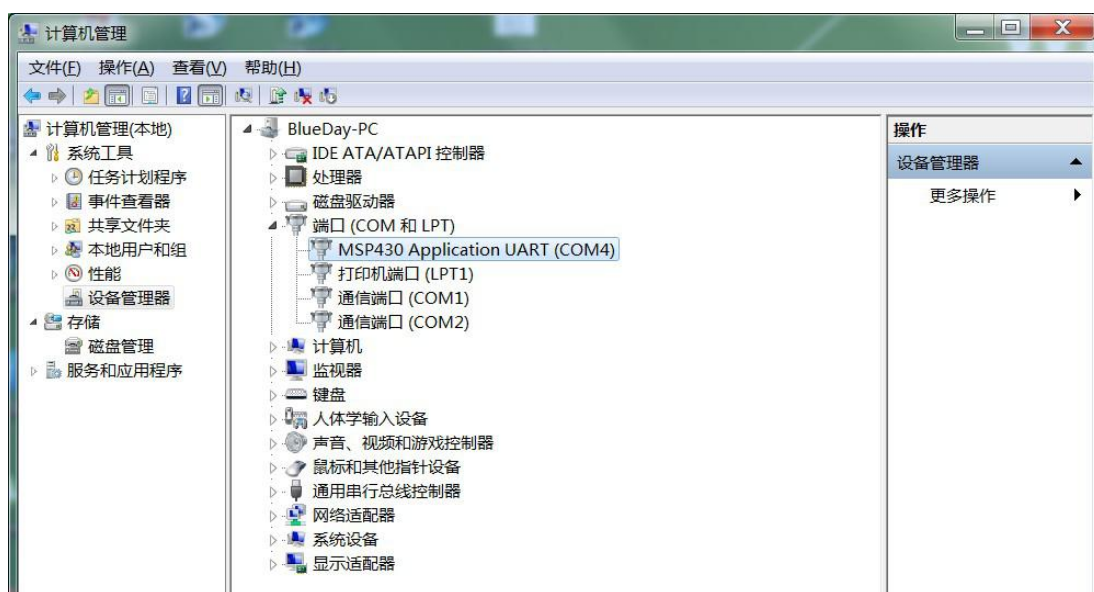 计算机管理
文件(F) 操作(A) 查看(V) 帮助(H)
计算机管理(本地)
系统工具
任务计划程序
事件查看器
共享文件夹
本地用户和组
性能
设备管理器
存储
磁盘管理
服务和应用程序
BlueDay-PC
IDE ATA/ATAPI 控制器
处理器
磁盘驱动器
端口 (COM 和 LPT)
MSP430 Application UART (COM4)
打印机端口 (LPT1)
通信端口 (COM1)
通信端口 (COM2)
计算机
监视器
键盘
人体学输入设备
声音、视频和游戏控制器
鼠标和其他指针设备
通用串行总线控制器
网络适配器
系统设备
显示适配器
操作
设备管理器
更多操作